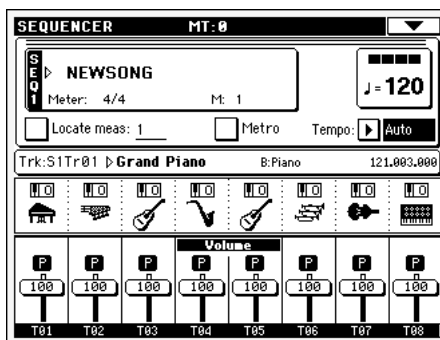 SEQUENCER MT:0
SEQ1 NEWSONG
Meter: 4/4 M: 1
♩=120
Locate meas: 1 Metro Tempo: Auto
Trk:S1Tr01 Grand Piano B:Piano 121.003.000
Volume
P P P P P P P P
100 100 100 100 100 100 100 100
T01 T02 T03 T04 T05 T06 T07 T08